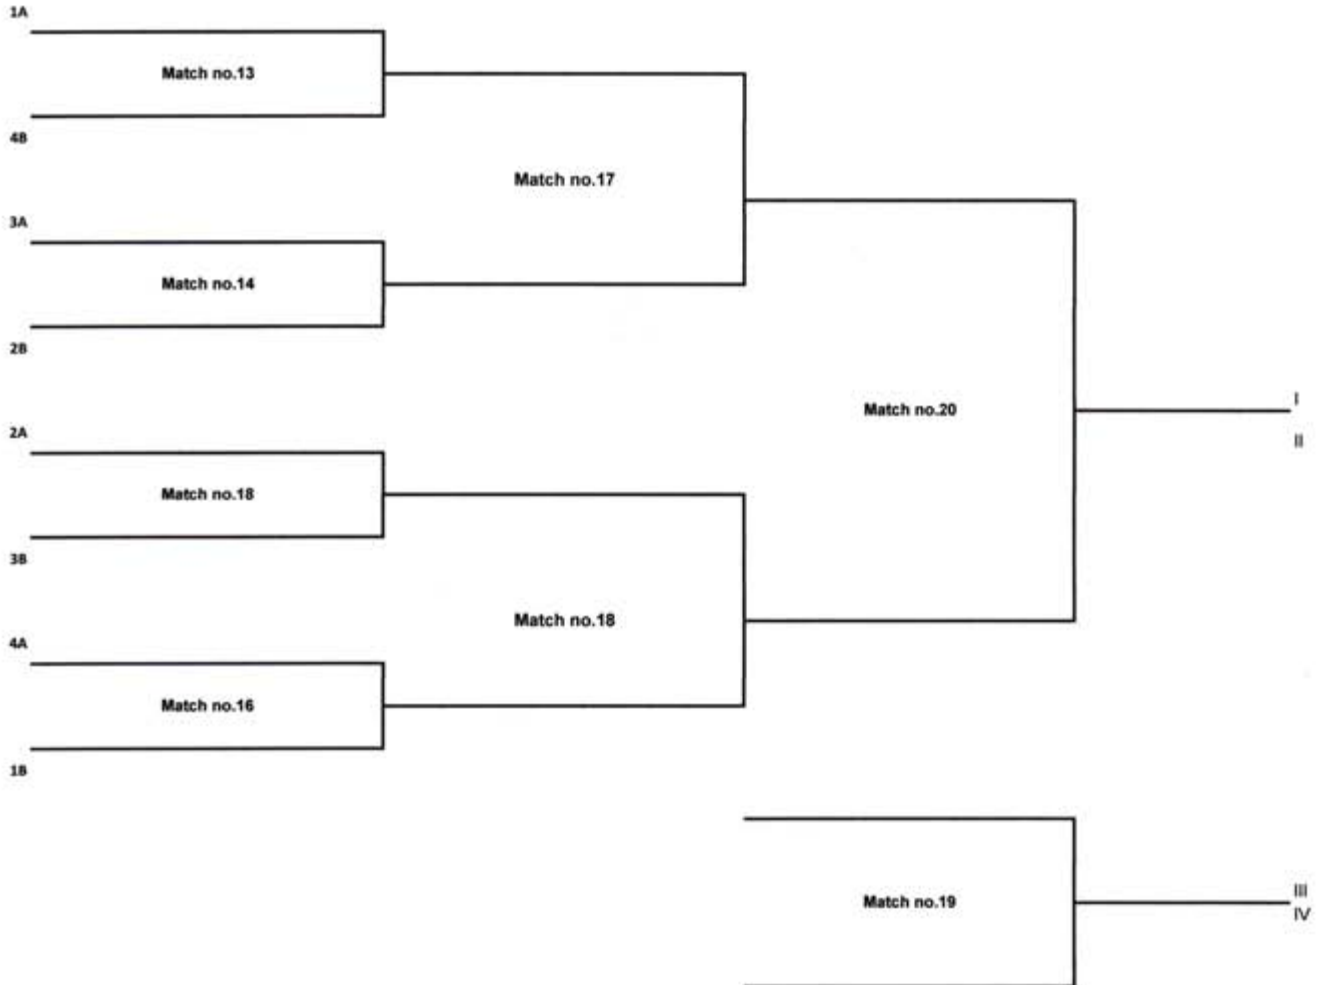 1A
Match no.13
4B
Match no.17
3A
Match no.14
2B
Match no.20
I
II
2A
Match no.18
3B
Match no.18
4A
Match no.16
1B
Match no.19
III
IV